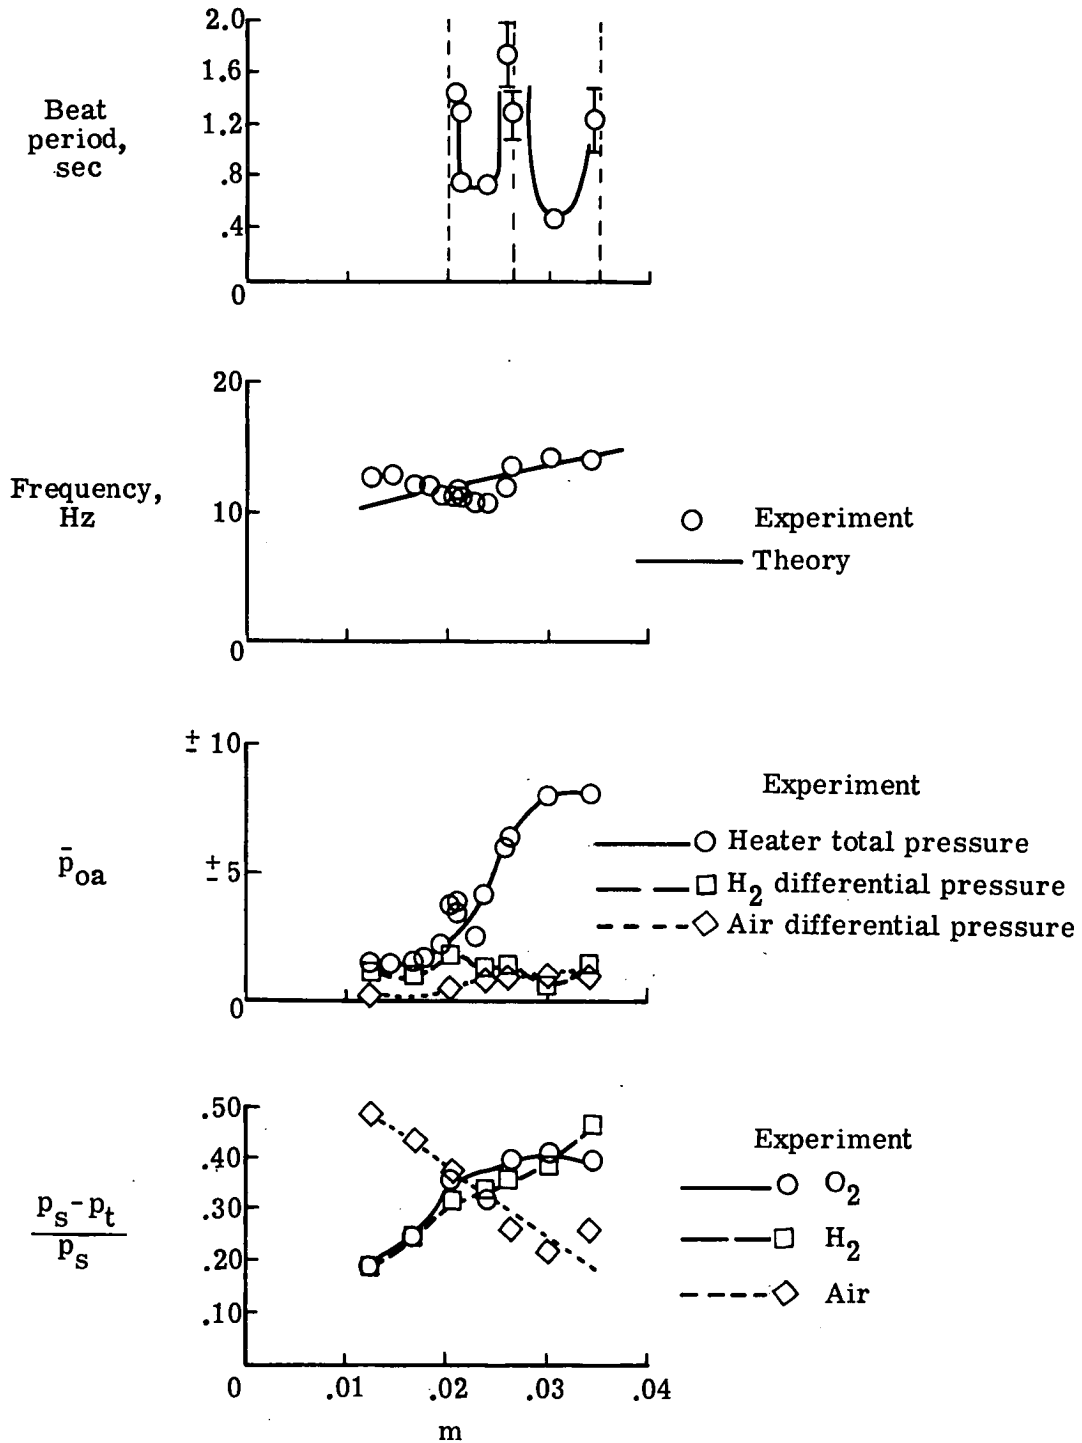 2.0
1.6
1.2
.8
.4
0
Beat
period,
sec
20
10
0
Frequency,
Hz
Experiment
Theory
± 10
± 5
0
p̄oa
Experiment
Heater total pressure
H2 differential pressure
Air differential pressure
.50
.40
.30
.20
.10
ps - pt
ps
Experiment
O2
H2
Air
0 .01 .02 .03 .04
m